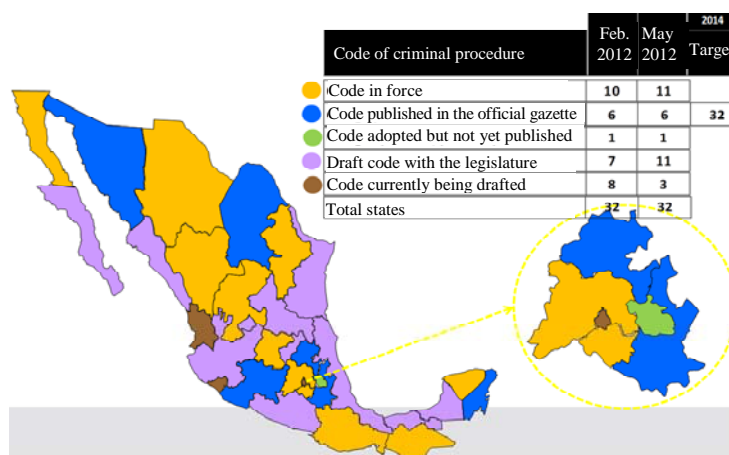 2014
Code of criminal procedure Feb. 2012 May 2012 Targe
Code in force 10 11
Code published in the official gazette 6 6 32
Code adopted but not yet published 1 1
Draft code with the legislature 7 11
Code currently being drafted 8 3
Total states 32 32